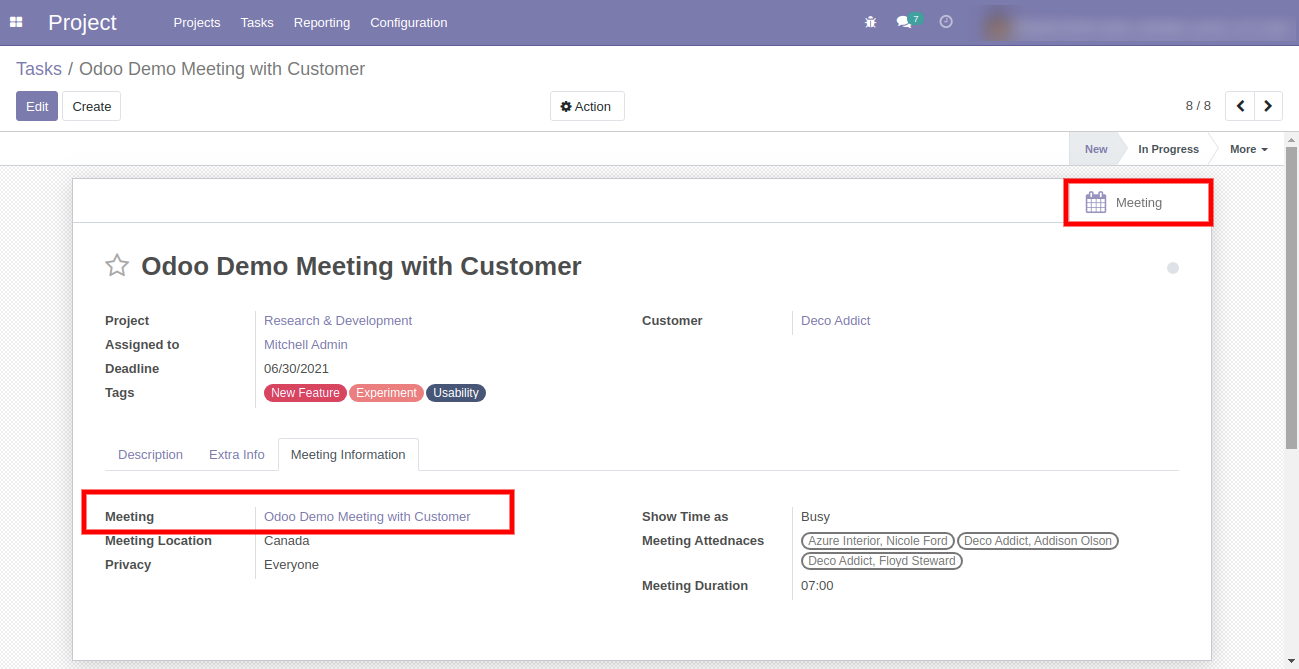 Project Projects Tasks Reporting Configuration 7
Tasks / Odoo Demo Meeting with Customer
Edit Create Action 8 / 8
New In Progress More
Meeting
Odoo Demo Meeting with Customer
Project Research & Development Customer Deco Addict
Assigned to Mitchell Admin
Deadline 06/30/2021
Tags New Feature Experiment Usability
Description Extra Info Meeting Information
Meeting Odoo Demo Meeting with Customer Show Time as Busy
Meeting Location Canada Meeting Attednaces Azure Interior, Nicole Ford Deco Addict, Addison Olson
Privacy Everyone Deco Addict, Floyd Steward
Meeting Duration 07:00